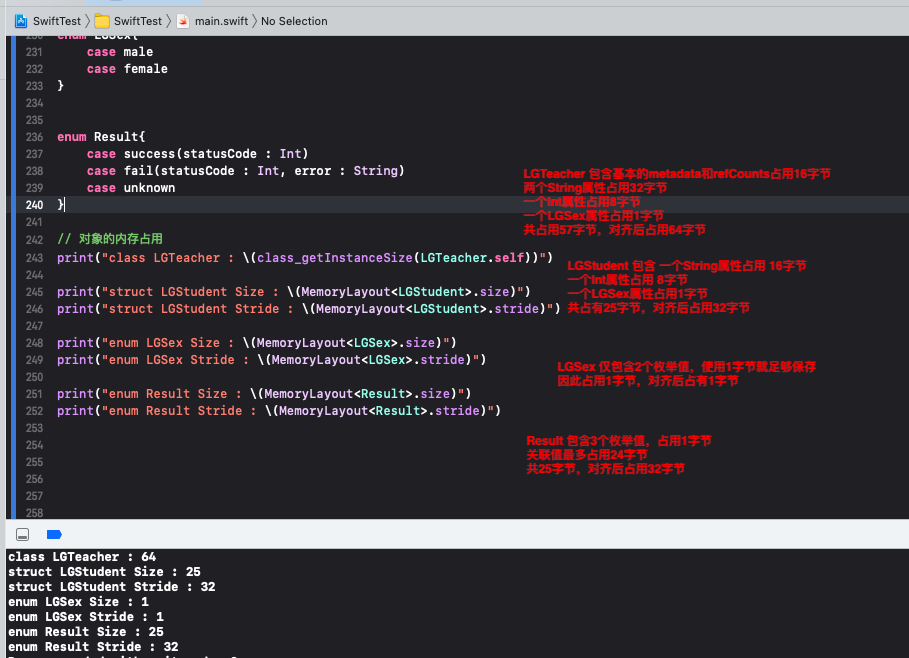 SwiftTest 〉 SwiftTest 〉 main.swift 〉 No Selection
230 enum LGSex{
231 case male
232 case female
233 }
234
235
236 enum Result{
237 case success(statusCode : Int)
238 case fail(statusCode : Int, error : String)
LGTeacher 包含基本的metadata和refCounts占用16字节
239 case unknown
两个String属性占用32字节
240 }
一个Int属性占用8字节
一个LGSex属性占用1字节
共占用57字节，对齐后占用64字节
241
242 // 对象的内存占用
243 print("class LGTeacher : \(class_getInstanceSize(LGTeacher.self))")
LGStudent 包含 一个String属性占用 16字节
244
一个Int属性占用 8字节
245 print("struct LGStudent Size : \(MemoryLayout<LGStudent>.size)")
一个LGSex属性占用1字节
246 print("struct LGStudent Stride : \(MemoryLayout<LGStudent>.stride)")
共占有25字节，对齐后占用32字节
247
248 print("enum LGSex Size : \(MemoryLayout<LGSex>.size)")
249 print("enum LGSex Stride : \(MemoryLayout<LGSex>.stride)")
LGSex 仅包含2个枚举值，使用1字节就足够保存
250
因此占用1字节，对齐后占有1字节
251 print("enum Result Size : \(MemoryLayout<Result>.size)")
252 print("enum Result Stride : \(MemoryLayout<Result>.stride)")
253
254
Result 包含3个枚举值，占用1字节
255
关联值最多占用24字节
共25字节，对齐后占用32字节
256
257
258
class LGTeacher : 64
struct LGStudent Size : 25
struct LGStudent Stride : 32
enum LGSex Size : 1
enum LGSex Stride : 1
enum Result Size : 25
enum Result Stride : 32